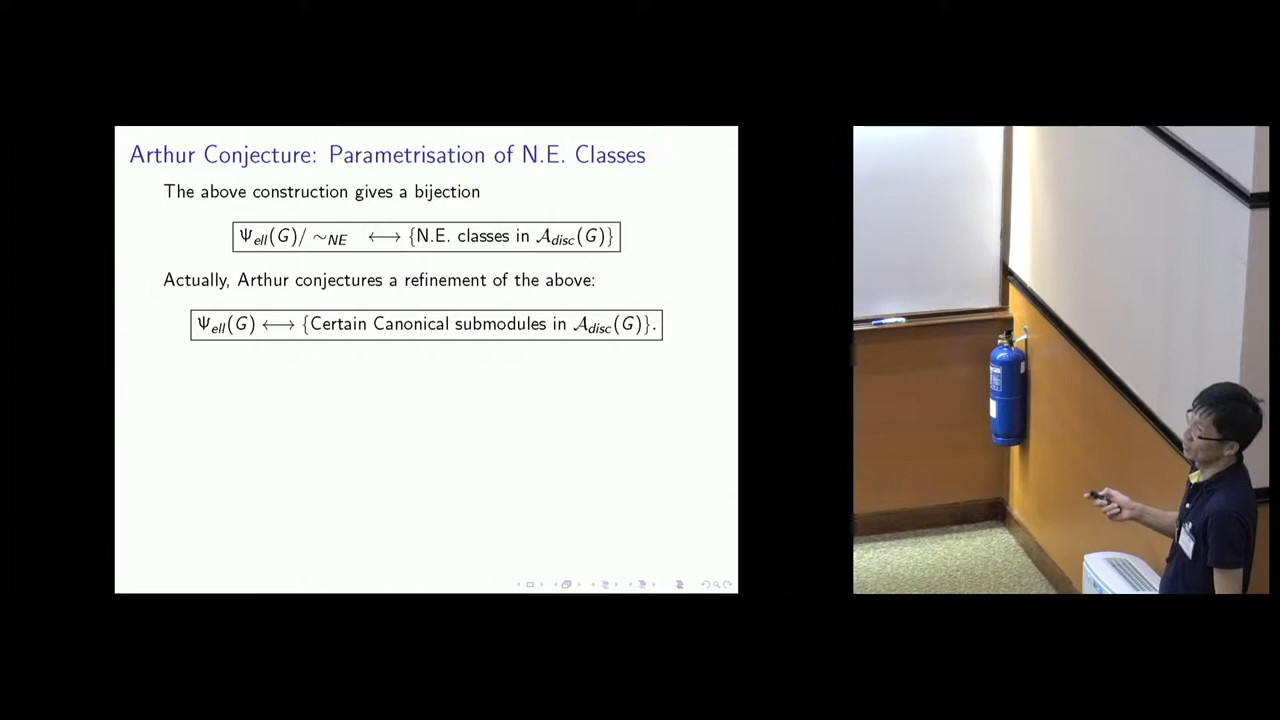 Arthur Conjecture: Parametrisation of N.E. Classes
The above construction gives a bijection
Ψ_ell(G)/ ∼_NE ⟷ {N.E. classes in 𝒜_disc(G)}
Actually, Arthur conjectures a refinement of the above:
Ψ_ell(G) ⟷ {Certain Canonical submodules in 𝒜_disc(G)}.